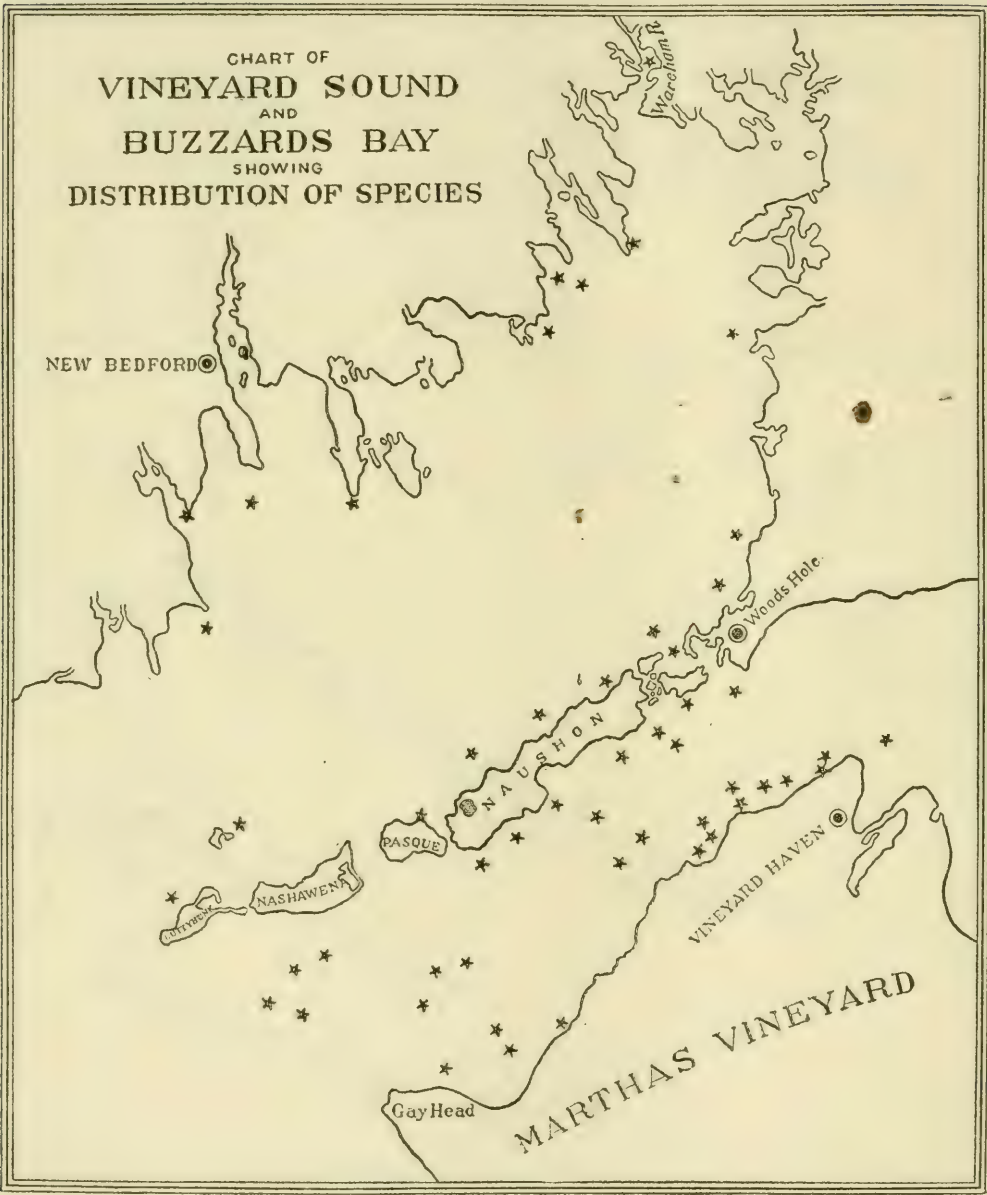 CHART OF
VINEYARD SOUND
AND
BUZZARDS BAY
SHOWING
DISTRIBUTION OF SPECIES
Wareham R.
NEW BEDFORD
Woods Hole.
NAUSHON
PASQUE
NASHAWENA
CUTTYHUNK
VINEYARD HAVEN
MARTHAS VINEYARD
Gay Head